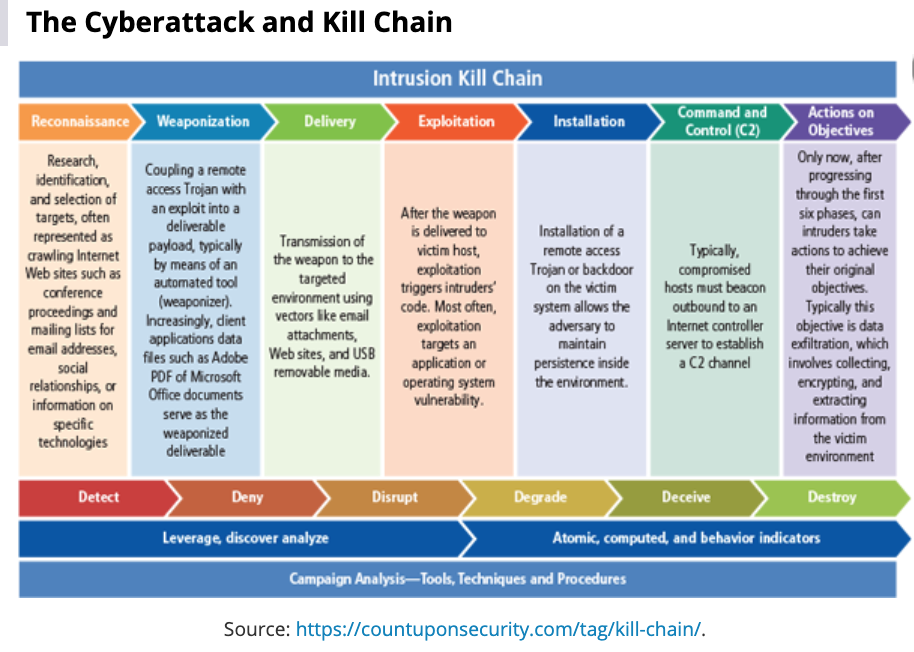 The Cyberattack and Kill Chain
Intrusion Kill Chain
Reconnaissance
Weaponization
Delivery
Exploitation
Installation
Command and
Control (C2)
Actions on
Objectives
Research,
identification,
and selection of
targets, often
represented as
crawling Internet
Web sites such as
conference
proceedings and
mailing lists for
email addresses,
social
relationships, or
information on
specific
technologies
Coupling a remote
access Trojan with
an exploit into a
deliverable
payload, typically
by means of an
automated tool
(weaponizer).
Increasingly, client
applications data
files such as Adobe
PDF of Microsoft
Office documents
serve as the
weaponized
deliverable
Transmission of
the weapon to the
targeted
environment using
vectors like email
attachments,
Web sites, and USB
removable media.
After the weapon
is delivered to
victim host,
exploitation
triggers intruders'
code. Most often,
exploitation
targets an
application or
operating system
vulnerability.
Installation of a
remote access
Trojan or backdoor
on the victim
system allows the
adversary to
maintain
persistence inside
the environment.
Typically,
compromised
hosts must beacon
outbound to an
Internet controller
server to establish
a C2 channel
Only now, after
progressing
through the first
six phases, can
intruders take
actions to achieve
their original
objectives.
Typically this
objective is data
exfiltration, which
involves collecting,
encrypting, and
extracting
information from
the victim
environment
Detect
Deny
Disrupt
Degrade
Deceive
Destroy
Leverage, discover analyze
Atomic, computed, and behavior indicators
Campaign Analysis—Tools, Techniques and Procedures
Source: https://countuponsecurity.com/tag/kill-chain/.